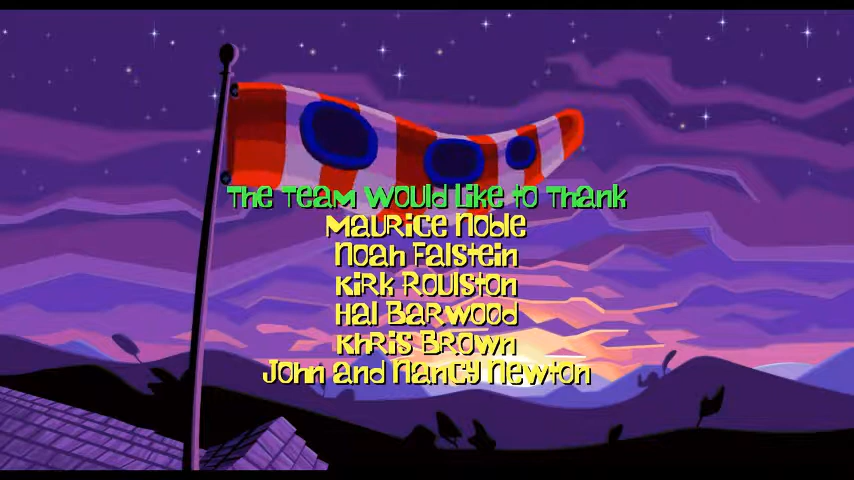 The Team Would Like to Thank
Maurice Noble
Noah Falstein
Kirk Roulston
Hal Barwood
Khris Brown
John and Nancy Newton